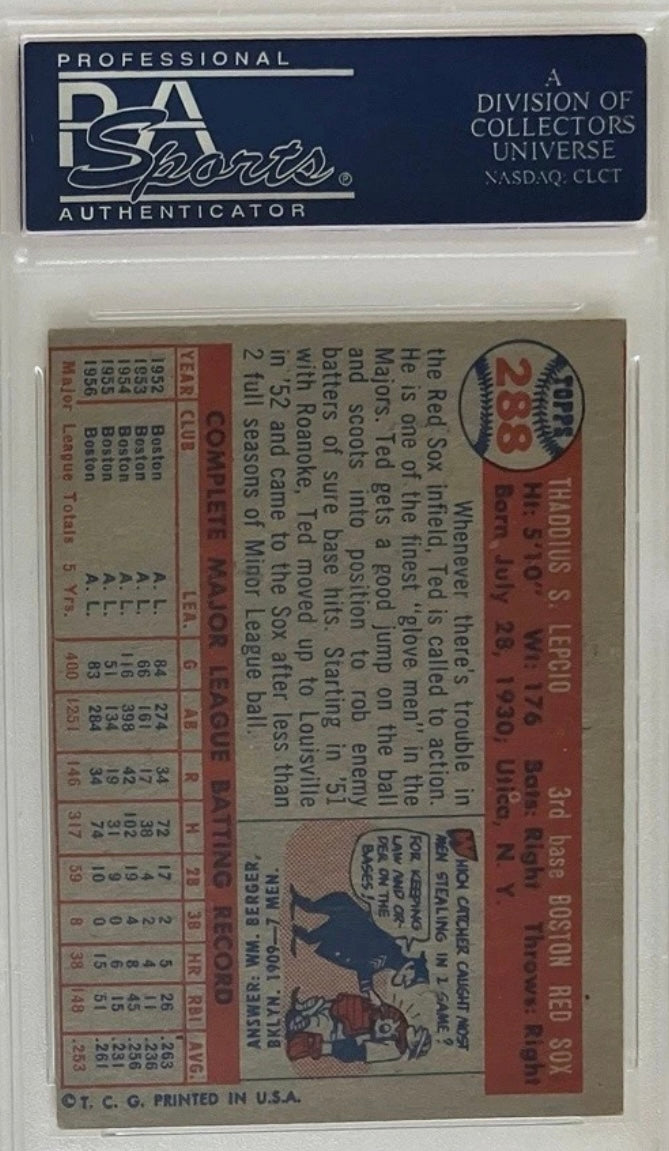 PROFESSIONAL
PSA
Sports
AUTHENTICATOR
A
DIVISION OF
COLLECTORS
UNIVERSE
NASDAQ: CLCT
TOPPS
288
THADDIUS S. LEPCIO 3rd base BOSTON RED SOX
Ht: 5'10" Wt: 176 Bats: Right Throws: Right
Born July 28, 1930; Utica, N. Y.
Whenever there's trouble in
the Red Sox infield, Ted is called to action.
He is one of the finest "glove men" in the
Majors. Ted gets a good jump on the ball
and scoots into position to rob enemy
batters of sure base hits. Starting in '51
with Roanoke, Ted moved up to Louisville
in '52 and came to the Sox after less than
2 full seasons of Minor League ball.
WHICH CATCHER CAUGHT MOST
MEN STEALING IN 1 GAME?
FOR KEEPING
LAW AND OR-
DER ON THE
BASES!
ANSWER: WM. BERGER,
BKLYN. 1909—7 MEN.
COMPLETE MAJOR LEAGUE BATTING RECORD
YEAR CLUB LEA. G AB R H 2B 3B HR RBI AVG.
1952 Boston A. L. 84 274 34 72 17 2 5 26 .263
1953 Boston A. L. 66 161 17 38 4 2 4 11 .236
1954 Boston A. L. 116 398 42 102 19 4 8 45 .256
1955 Boston A. L. 51 134 19 31 9 0 6 15 .231
1956 Boston A. L. 83 284 34 74 10 0 15 51 .261
Major League Totals 5 Yrs. 400 1251 146 317 59 8 38 148 .253
©T. C. G. PRINTED IN U.S.A.